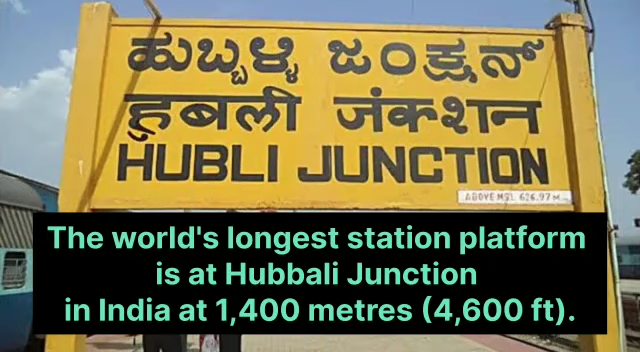 ಹುಬ್ಬಳ್ಳಿ ಜಂಕ್ಷನ್
हुबली जंकशन
HUBLI JUNCTION
ABOVE MSL 626.97 M
The world's longest station platform
is at Hubbali Junction
in India at 1,400 metres (4,600 ft).